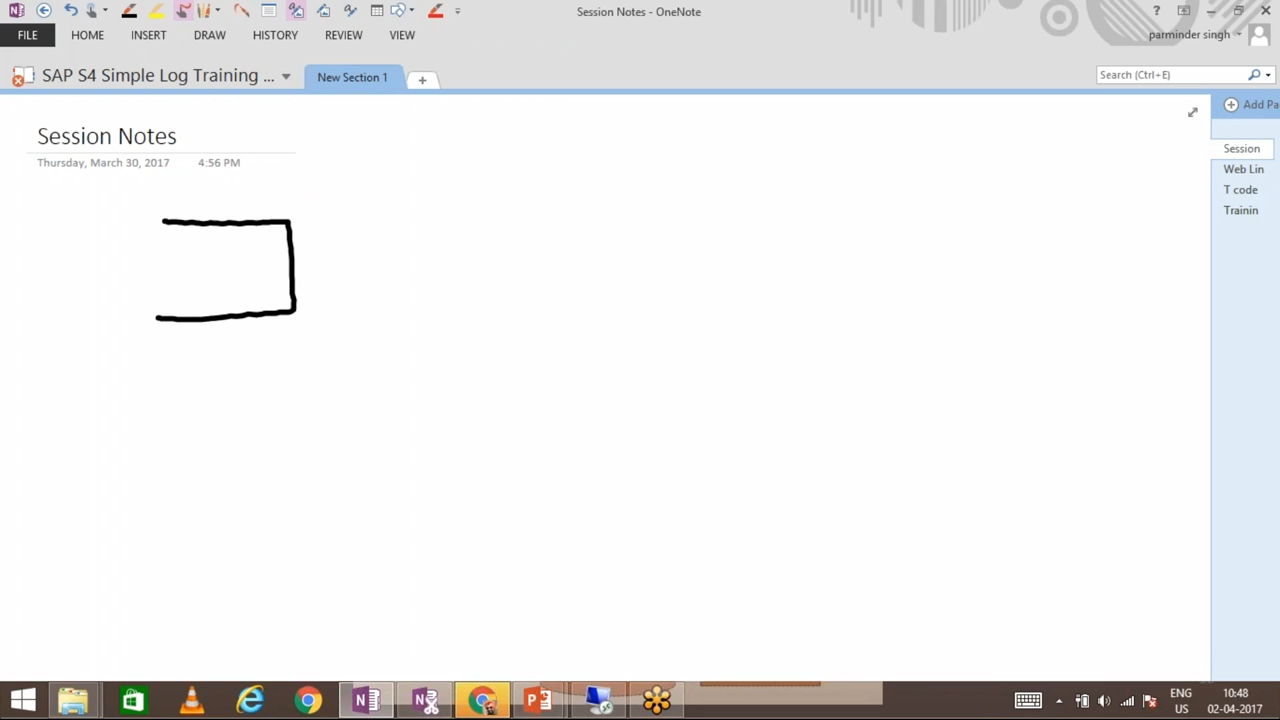 Session Notes - OneNote
?
parminder singh
FILE HOME INSERT DRAW HISTORY REVIEW VIEW
SAP S4 Simple Log Training ...
New Section 1
Search (Ctrl+E)
Add Pa
Session Notes
Thursday, March 30, 2017 4:56 PM
Session
Web Lin
T code
Trainin
ENG
US
10:48
02-04-2017